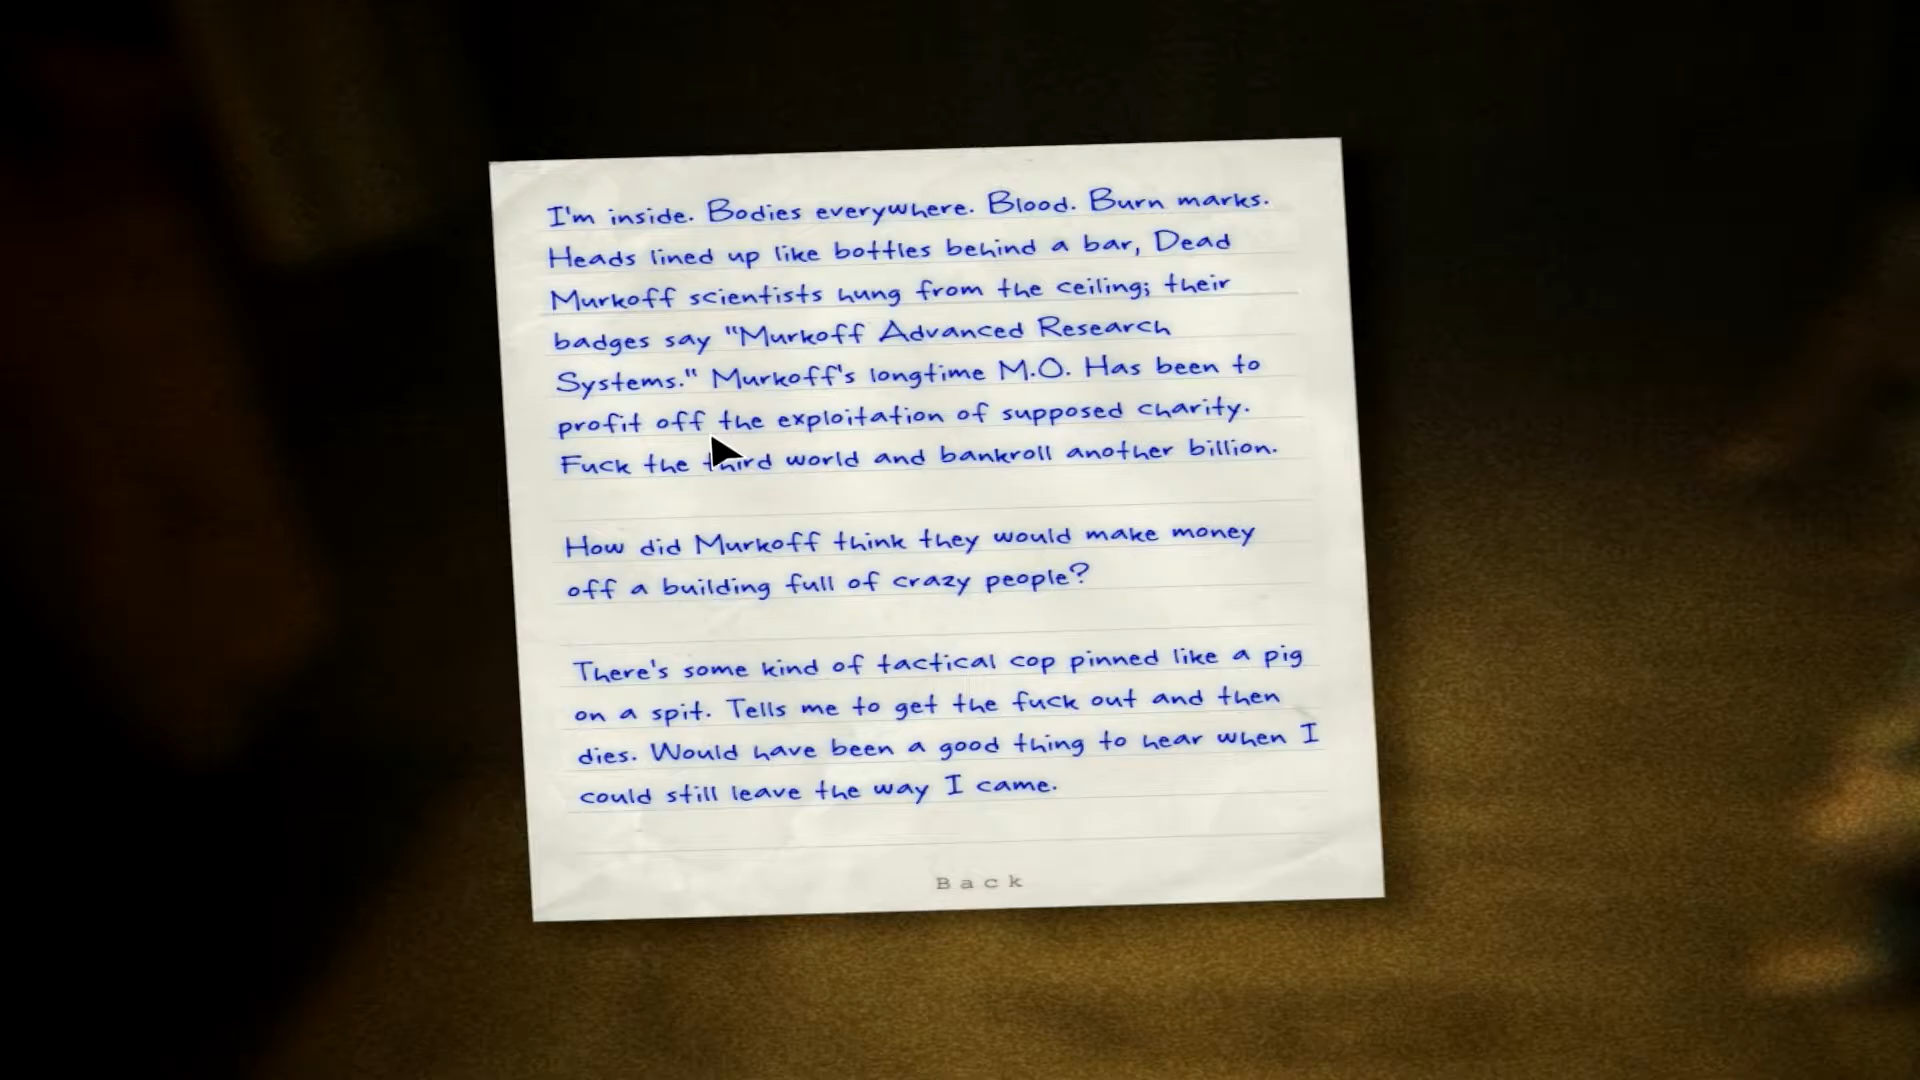 I'm inside. Bodies everywhere. Blood. Burn marks.
Heads lined up like bottles behind a bar, Dead
Murkoff scientists hung from the ceiling; their
badges say "Murkoff Advanced Research
Systems." Murkoff's longtime M.O. Has been to
profit off the exploitation of supposed charity.
Fuck the third world and bankroll another billion.
How did Murkoff think they would make money
off a building full of crazy people?
There's some kind of tactical cop pinned like a pig
on a spit. Tells me to get the fuck out and then
dies. Would have been a good thing to hear when I
could still leave the way I came.
Back